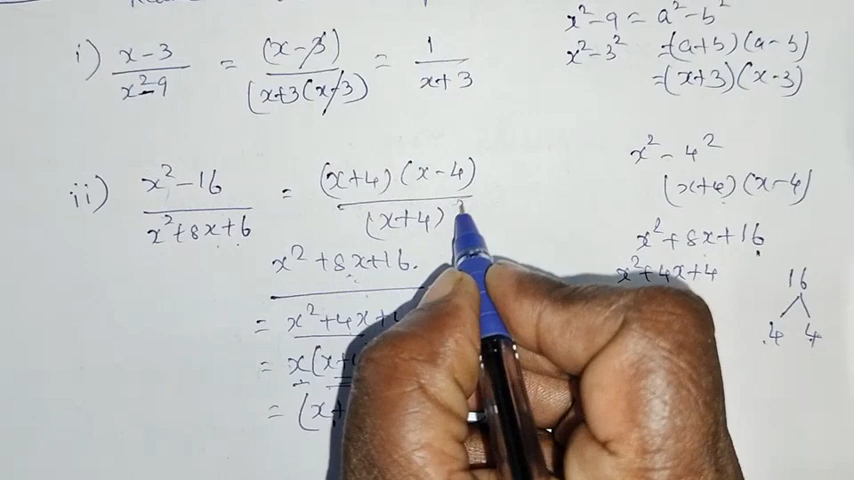 i) x-3 / x²-9 = (x-3) / (x+3(x-3) = 1 / x+3
x²-9 = a²-b²
x²-3² =(a+b)(a-b)
=(x+3)(x-3)
ii) x²-16 / x²+8x+6 = (x+4)(x-4) / (x+4)
x²+8x+16.
= x²+4x+
= x(x+
= (x+
x²-4²
(x+4)(x-4)
x²+8x+16
x²+4x+4
16
4 4